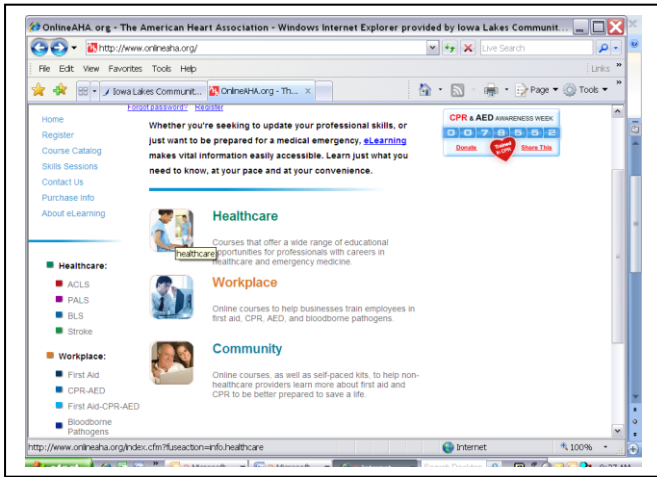 OnlineAHA.org - The American Heart Association - Windows Internet Explorer provided by Iowa Lakes Communit...
http://www.onlineaha.org/
Live Search
File Edit View Favorites Tools Help
Links
Iowa Lakes Communit...
OnlineAHA.org - Th...
Page
Tools
Forgot password? Register
Home
Register
Course Catalog
Skills Sessions
Contact Us
Purchase Info
About eLearning
Whether you're seeking to update your professional skills, or
just want to be prepared for a medical emergency, eLearning
makes vital information easily accessible. Learn just what you
need to know, at your pace and at your convenience.
CPR & AED AWARENESS WEEK
Donate
Trained in CPR
Share This
Healthcare
Courses that offer a wide range of educational
opportunities for professionals with careers in
healthcare and emergency medicine.
healthcare
Workplace
Online courses to help businesses train employees in
first aid, CPR, AED, and bloodborne pathogens.
Community
Online courses, as well as self-paced kits, to help non-
healthcare providers learn more about first aid and
CPR to be better prepared to save a life.
Healthcare:
ACLS
PALS
BLS
Stroke
Workplace:
First Aid
CPR-AED
First Aid-CPR-AED
Bloodborne
Pathogens
http://www.onlineaha.org/index.cfm?fuseaction=info.healthcare
Internet
100%